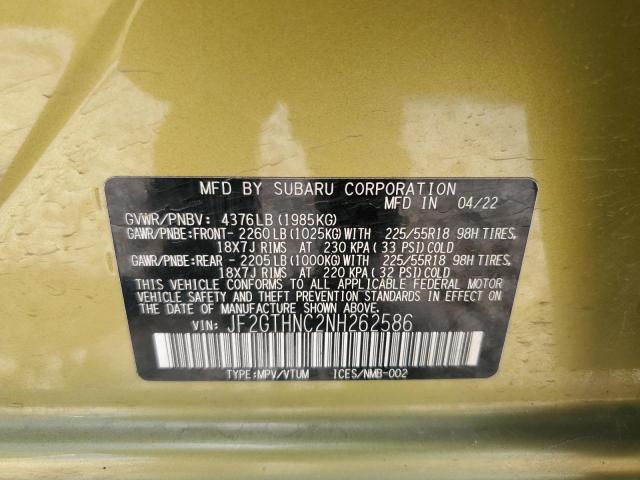 MFD BY SUBARU CORPORATION
MFD IN 04/22
GVWR/PNBV: 4376LB (1985KG)
GAWR/PNBE:FRONT- 2260LB (1025KG)WITH 225/55R18 98H TIRES,
18X7J RIMS AT 230 KPA (33 PSI)COLD
GAWR/PNBE:REAR - 2205LB (1000KG)WITH 225/55R18 98H TIRES,
18X7J RIMS AT 220 KPA (32 PSI)COLD
THIS VEHICLE CONFORMS TO ALL APPLICABLE FEDERAL MOTOR
VEHICLE SAFETY AND THEFT PREVENTION STANDARDS IN EFFECT ON
THE DATE OF MANUFACTURE SHOWN ABOVE.
VIN: JF2GTHNC2NH262586
TYPE:MPV/VTUM ICES/NMB-002